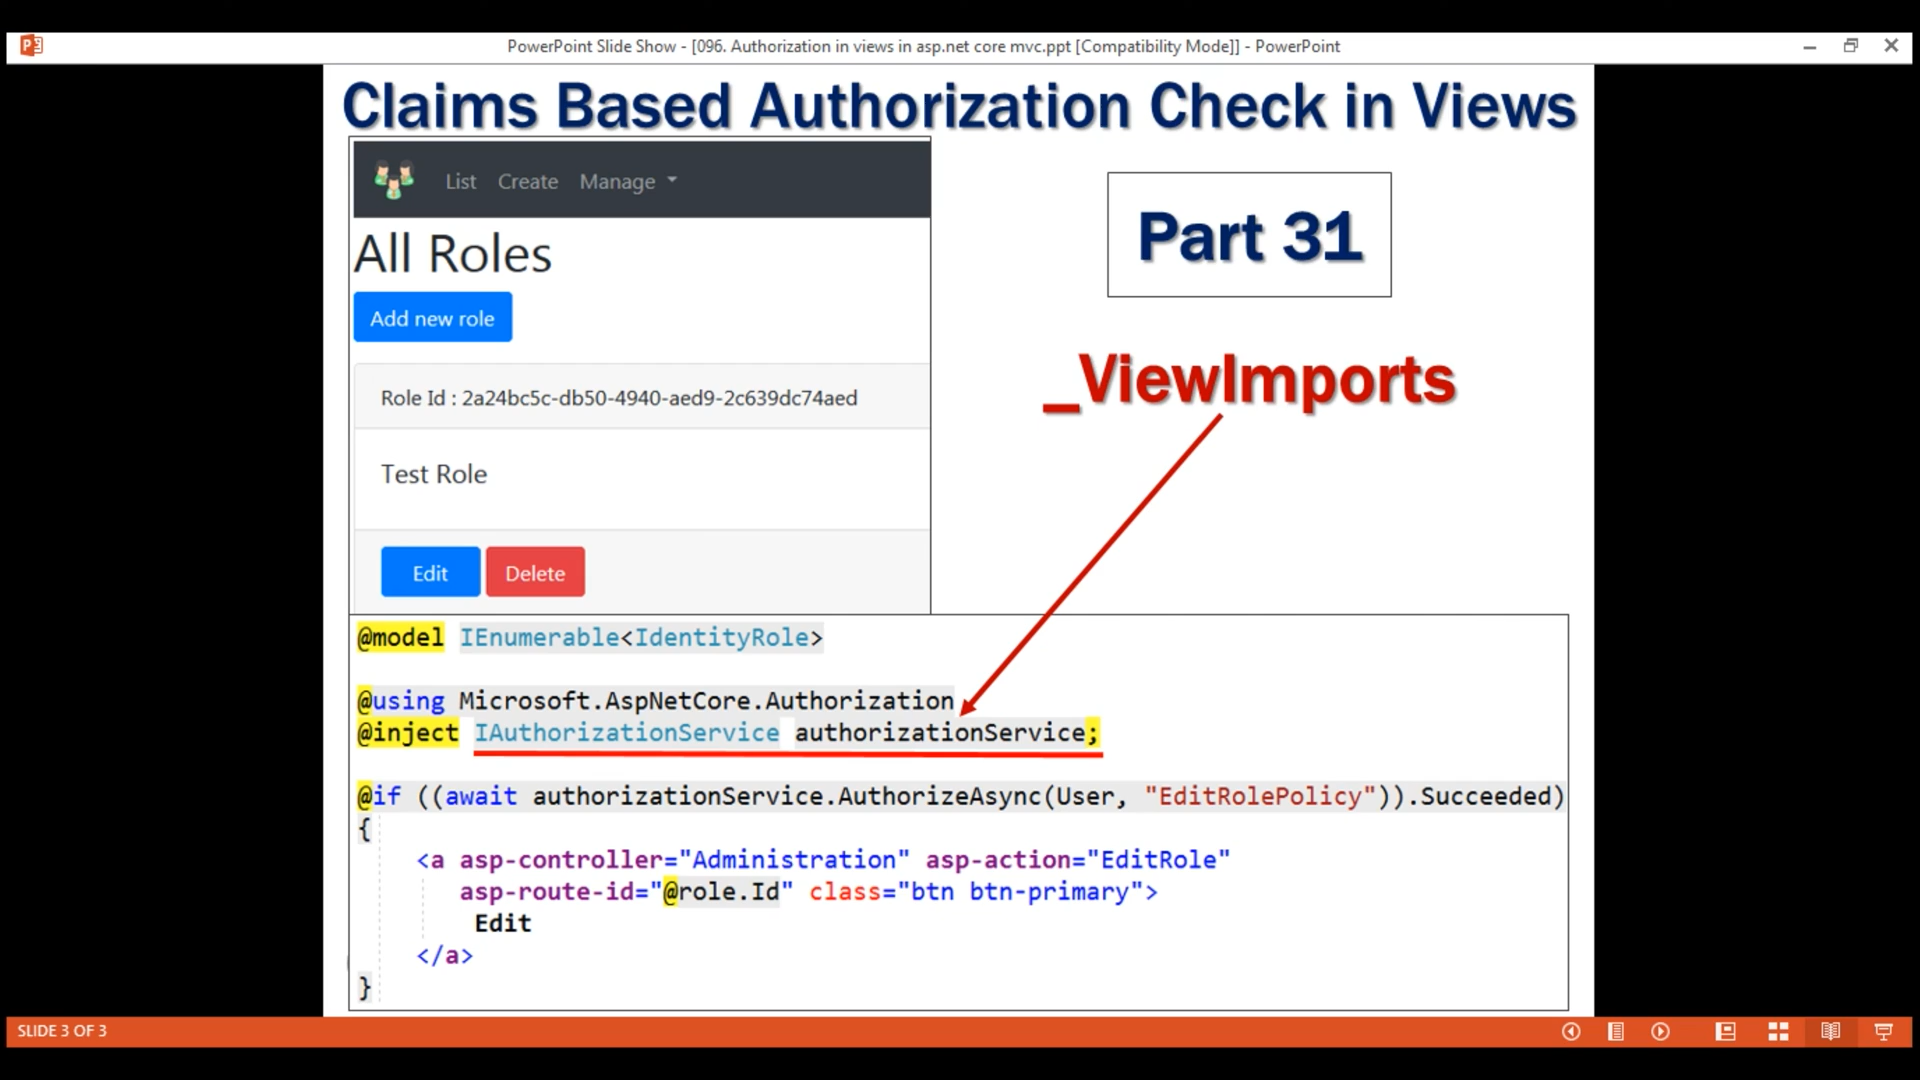 PowerPoint Slide Show - [096. Authorization in views in asp.net core mvc.ppt [Compatibility Mode]] - PowerPoint
Claims Based Authorization Check in Views
List Create Manage
All Roles
Add new role
Role Id : 2a24bc5c-db50-4940-aed9-2c639dc74aed
Test Role
Edit Delete
Part 31
_ViewImports
@model IEnumerable<IdentityRole>
@using Microsoft.AspNetCore.Authorization
@inject IAuthorizationService authorizationService;
@if ((await authorizationService.AuthorizeAsync(User, "EditRolePolicy")).Succeeded)
{
<a asp-controller="Administration" asp-action="EditRole"
asp-route-id="@role.Id" class="btn btn-primary">
Edit
</a>
}
SLIDE 3 OF 3